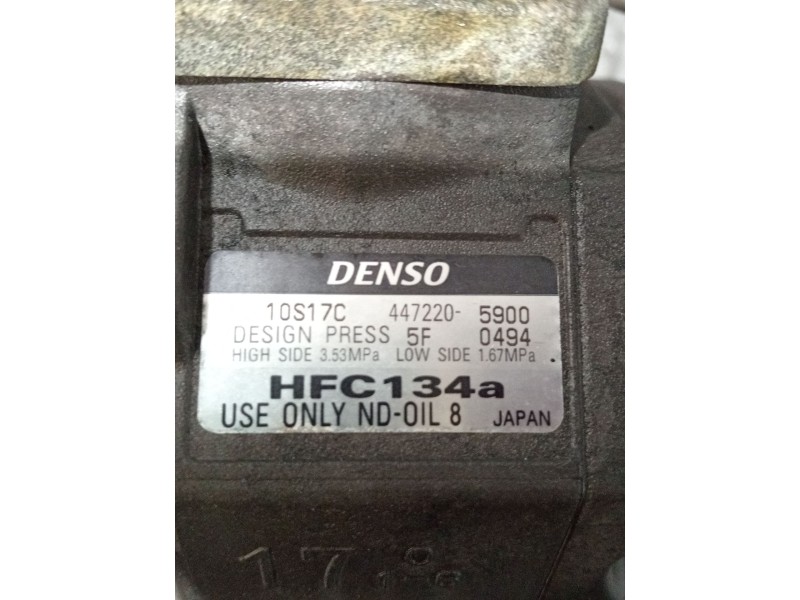 DENSO
10S17C 447220- 5900
DESIGN PRESS 5F 0494
HIGH SIDE 3.53MPa LOW SIDE 1.67MPa
HFC134a
USE ONLY ND-OIL 8 JAPAN
17